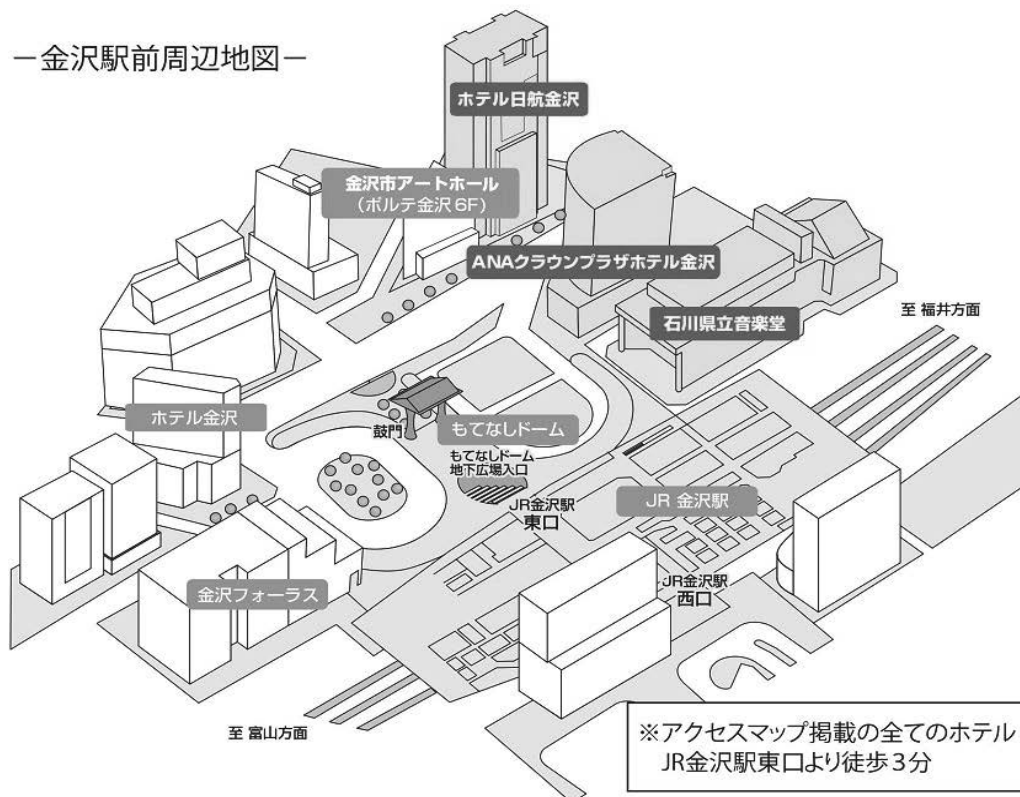 －金沢駅前周辺地図－
ホテル日航金沢
金沢市アートホール
（ポルテ金沢6F）
ANAクラウンプラザホテル金沢
石川県立音楽堂
至 福井方面
ホテル金沢
鼓門
もてなしドーム
もてなしドーム
地下広場入口
JR金沢駅
東口
JR 金沢駅
金沢フォーラス
JR金沢駅
西口
至 富山方面
※アクセスマップ掲載の全てのホテル
JR金沢駅東口より徒歩３分